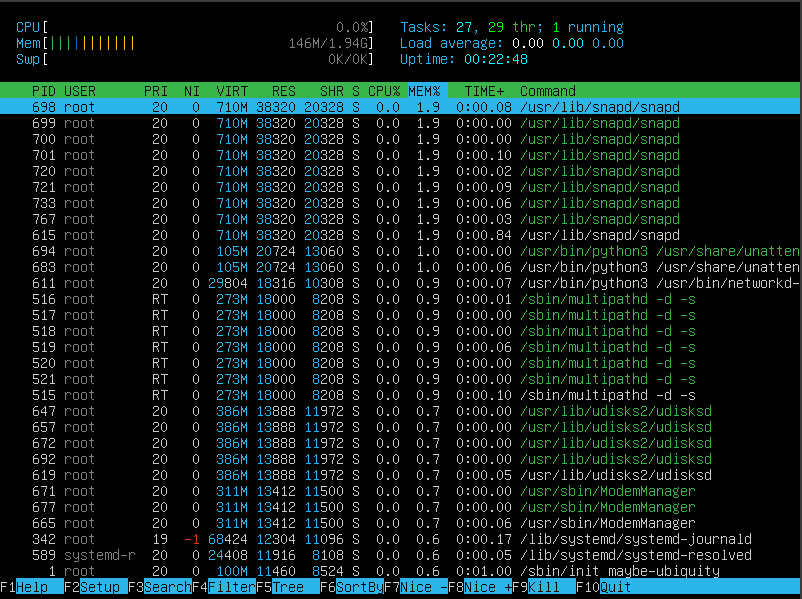 CPU[ 0.0%] Tasks: 27, 29 thr; 1 running
Mem[||||||||||| 146M/1.94G] Load average: 0.00 0.00 0.00
Swp[ 0K/0K] Uptime: 00:22:48
PID USER PRI NI VIRT RES SHR S CPU% MEM% TIME+ Command
698 root 20 0 710M 38320 20328 S 0.0 1.9 0:00.08 /usr/lib/snapd/snapd
699 root 20 0 710M 38320 20328 S 0.0 1.9 0:00.00 /usr/lib/snapd/snapd
700 root 20 0 710M 38320 20328 S 0.0 1.9 0:00.00 /usr/lib/snapd/snapd
701 root 20 0 710M 38320 20328 S 0.0 1.9 0:00.10 /usr/lib/snapd/snapd
720 root 20 0 710M 38320 20328 S 0.0 1.9 0:00.02 /usr/lib/snapd/snapd
721 root 20 0 710M 38320 20328 S 0.0 1.9 0:00.09 /usr/lib/snapd/snapd
733 root 20 0 710M 38320 20328 S 0.0 1.9 0:00.06 /usr/lib/snapd/snapd
767 root 20 0 710M 38320 20328 S 0.0 1.9 0:00.03 /usr/lib/snapd/snapd
615 root 20 0 710M 38320 20328 S 0.0 1.9 0:00.84 /usr/lib/snapd/snapd
694 root 20 0 105M 20724 13060 S 0.0 1.0 0:00.00 /usr/bin/python3 /usr/share/unatten
683 root 20 0 105M 20724 13060 S 0.0 1.0 0:00.06 /usr/bin/python3 /usr/share/unatten
611 root 20 0 29804 18316 10308 S 0.0 0.9 0:00.07 /usr/bin/python3 /usr/bin/networkd-
516 root RT 0 273M 18000 8208 S 0.0 0.9 0:00.01 /sbin/multipathd -d -s
517 root RT 0 273M 18000 8208 S 0.0 0.9 0:00.00 /sbin/multipathd -d -s
518 root RT 0 273M 18000 8208 S 0.0 0.9 0:00.00 /sbin/multipathd -d -s
519 root RT 0 273M 18000 8208 S 0.0 0.9 0:00.06 /sbin/multipathd -d -s
520 root RT 0 273M 18000 8208 S 0.0 0.9 0:00.00 /sbin/multipathd -d -s
521 root RT 0 273M 18000 8208 S 0.0 0.9 0:00.00 /sbin/multipathd -d -s
515 root RT 0 273M 18000 8208 S 0.0 0.9 0:00.10 /sbin/multipathd -d -s
647 root 20 0 386M 13888 11972 S 0.0 0.7 0:00.00 /usr/lib/udisks2/udisksd
657 root 20 0 386M 13888 11972 S 0.0 0.7 0:00.00 /usr/lib/udisks2/udisksd
672 root 20 0 386M 13888 11972 S 0.0 0.7 0:00.00 /usr/lib/udisks2/udisksd
692 root 20 0 386M 13888 11972 S 0.0 0.7 0:00.00 /usr/lib/udisks2/udisksd
619 root 20 0 386M 13888 11972 S 0.0 0.7 0:00.05 /usr/lib/udisks2/udisksd
671 root 20 0 311M 13412 11500 S 0.0 0.7 0:00.00 /usr/sbin/ModemManager
677 root 20 0 311M 13412 11500 S 0.0 0.7 0:00.00 /usr/sbin/ModemManager
665 root 20 0 311M 13412 11500 S 0.0 0.7 0:00.06 /usr/sbin/ModemManager
342 root 19 -1 68424 12304 11096 S 0.0 0.6 0:00.17 /lib/systemd/systemd-journald
589 systemd-r 20 0 24408 11916 8108 S 0.0 0.6 0:00.05 /lib/systemd/systemd-resolved
1 root 20 0 100M 11460 8524 S 0.0 0.6 0:01.00 /sbin/init maybe-ubiquity
F1Help F2Setup F3SearchF4FilterF5Tree F6SortByF7Nice -F8Nice +F9Kill F10Quit